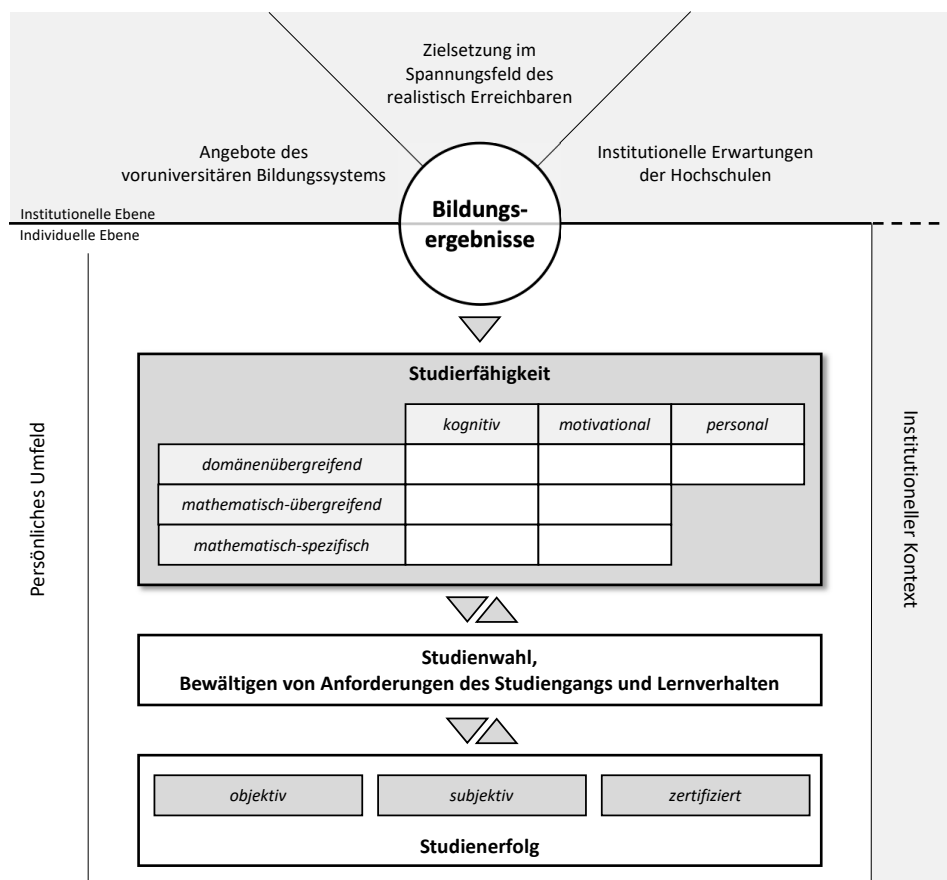 Zielsetzung im
Spannungsfeld des
realistisch Erreichbaren
Angebote des
voruniversitären Bildungssystems
Institutionelle Erwartungen
der Hochschulen
Bildungs-
ergebnisse
Institutionelle Ebene
Individuelle Ebene
Persönliches Umfeld
Institutioneller Kontext
Studierfähigkeit
kognitiv motivational personal
domänenübergreifend
mathematisch-übergreifend
mathematisch-spezifisch
Studienwahl,
Bewältigen von Anforderungen des Studiengangs und Lernverhalten
objektiv subjektiv zertifiziert
Studienerfolg